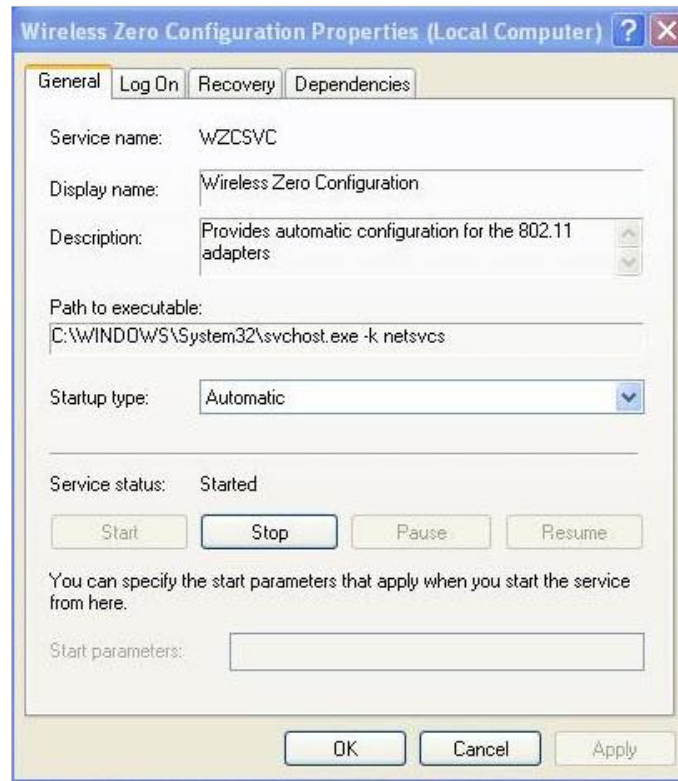 Wireless Zero Configuration Properties (Local Computer) ?
General Log On Recovery Dependencies
Service name: WZCSVC
Display name: Wireless Zero Configuration
Description: Provides automatic configuration for the 802.11
adapters
Path to executable:
C:\WINDOWS\System32\svchost.exe -k netsvcs
Startup type: Automatic
Service status: Started
Start Stop Pause Resume
You can specify the start parameters that apply when you start the service
from here.
Start parameters:
OK Cancel Apply